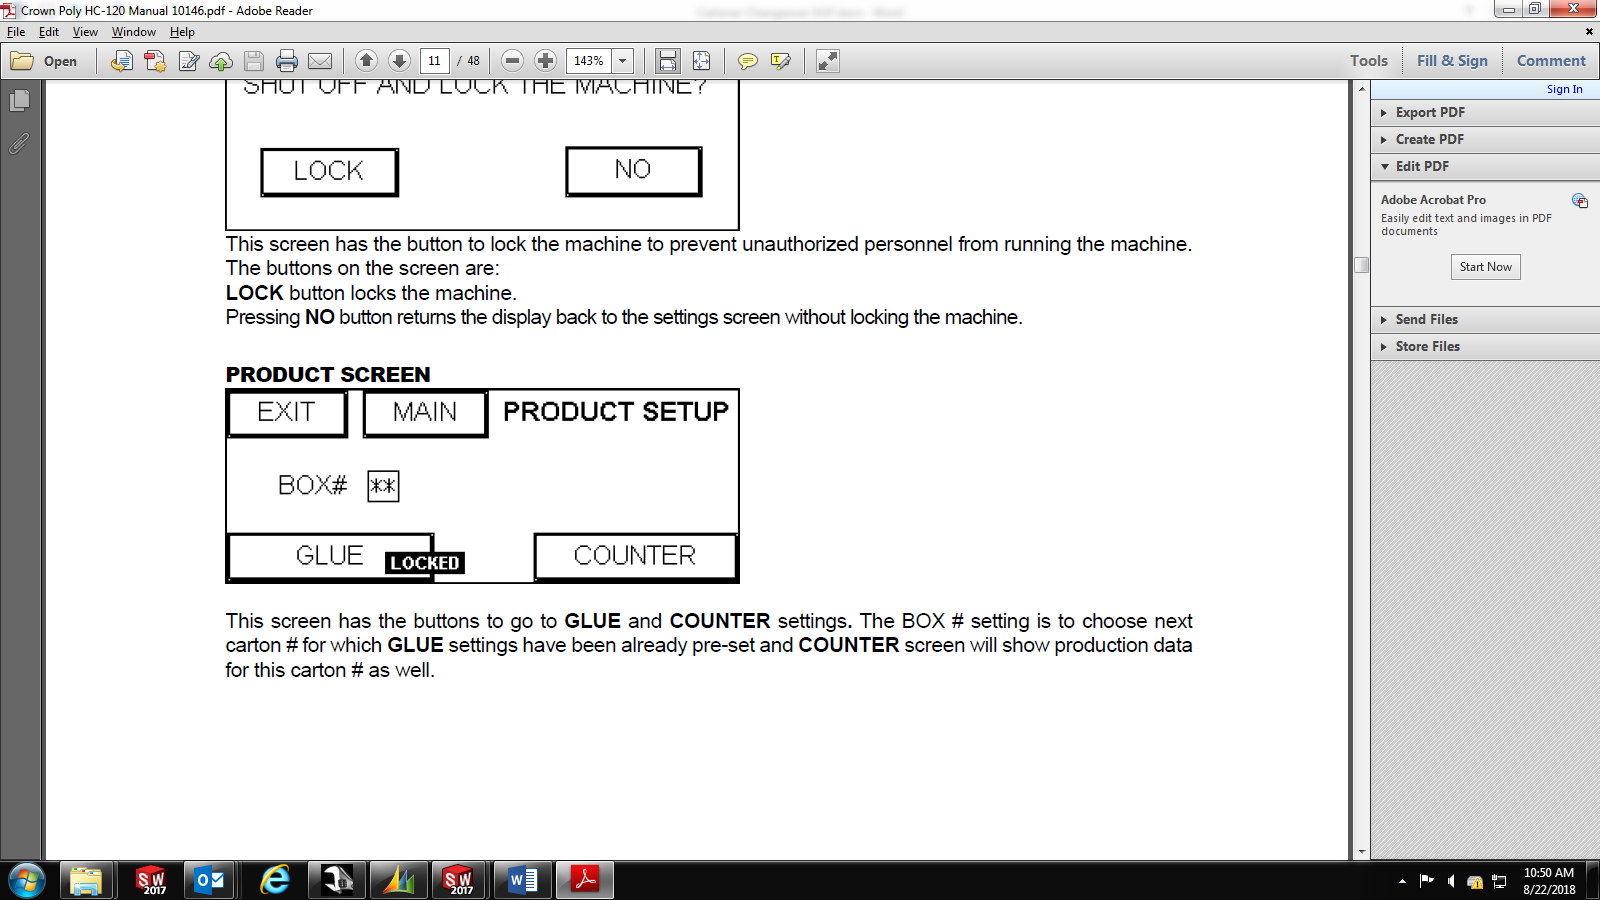 Crown Poly HC-120 Manual 10146.pdf - Adobe Reader
File Edit View Window Help
Open 11 / 48 143% Tools Fill & Sign Comment
Sign In
Export PDF
Create PDF
Edit PDF
Adobe Acrobat Pro
Easily edit text and images in PDF
documents
Start Now
Send Files
Store Files
SHUT OFF AND LOCK THE MACHINE?
LOCK NO
This screen has the button to lock the machine to prevent unauthorized personnel from running the machine.
The buttons on the screen are:
LOCK button locks the machine.
Pressing NO button returns the display back to the settings screen without locking the machine.
PRODUCT SCREEN
EXIT MAIN PRODUCT SETUP
BOX# **
GLUE LOCKED COUNTER
This screen has the buttons to go to GLUE and COUNTER settings. The BOX # setting is to choose next
carton # for which GLUE settings have been already pre-set and COUNTER screen will show production data
for this carton # as well.
SW 2017 SW 2017
10:50 AM
8/22/2018